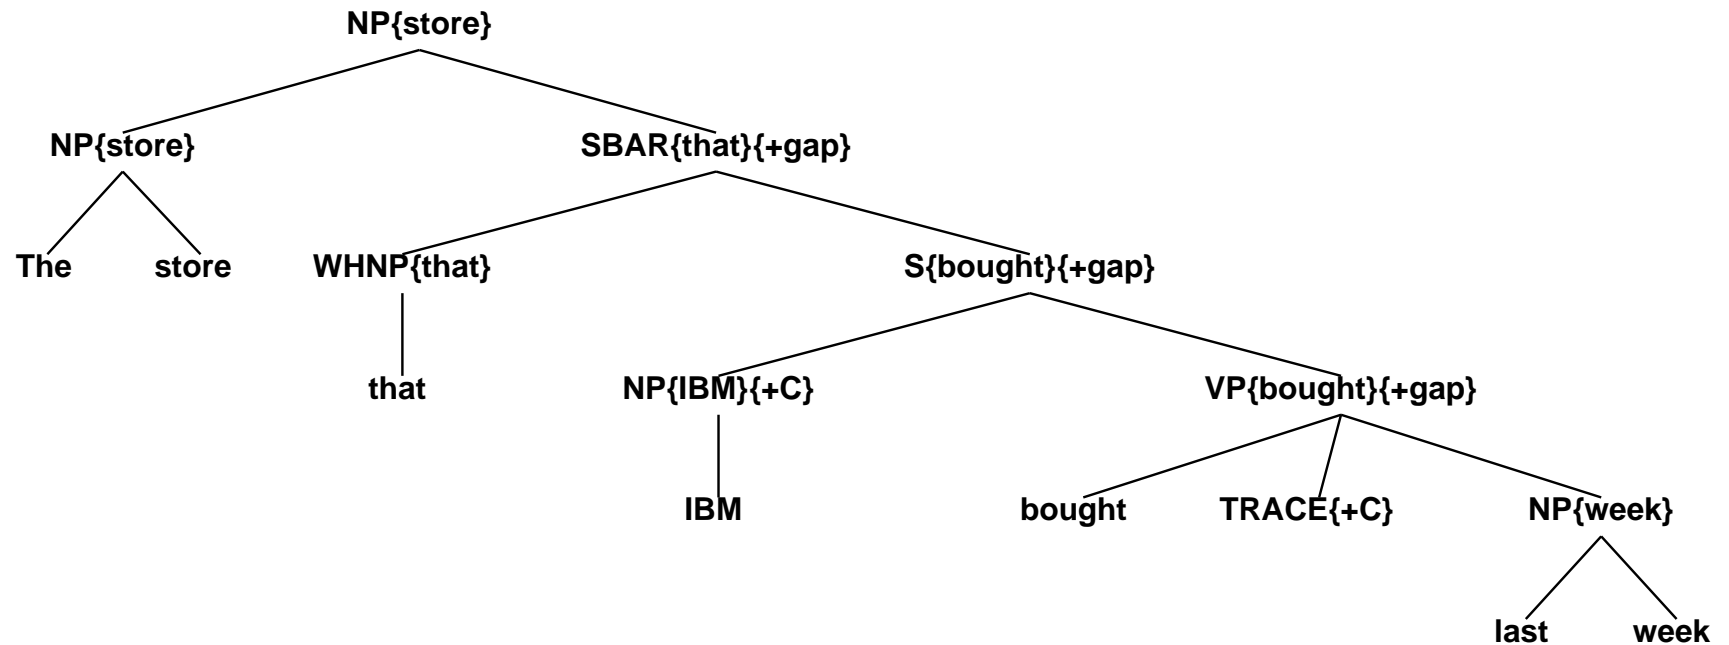 NP{store}
NP{store} SBAR{that}{+gap}
The store WHNP{that} S{bought}{+gap}
that NP{IBM}{+C} VP{bought}{+gap}
IBM bought TRACE{+C} NP{week}
last week